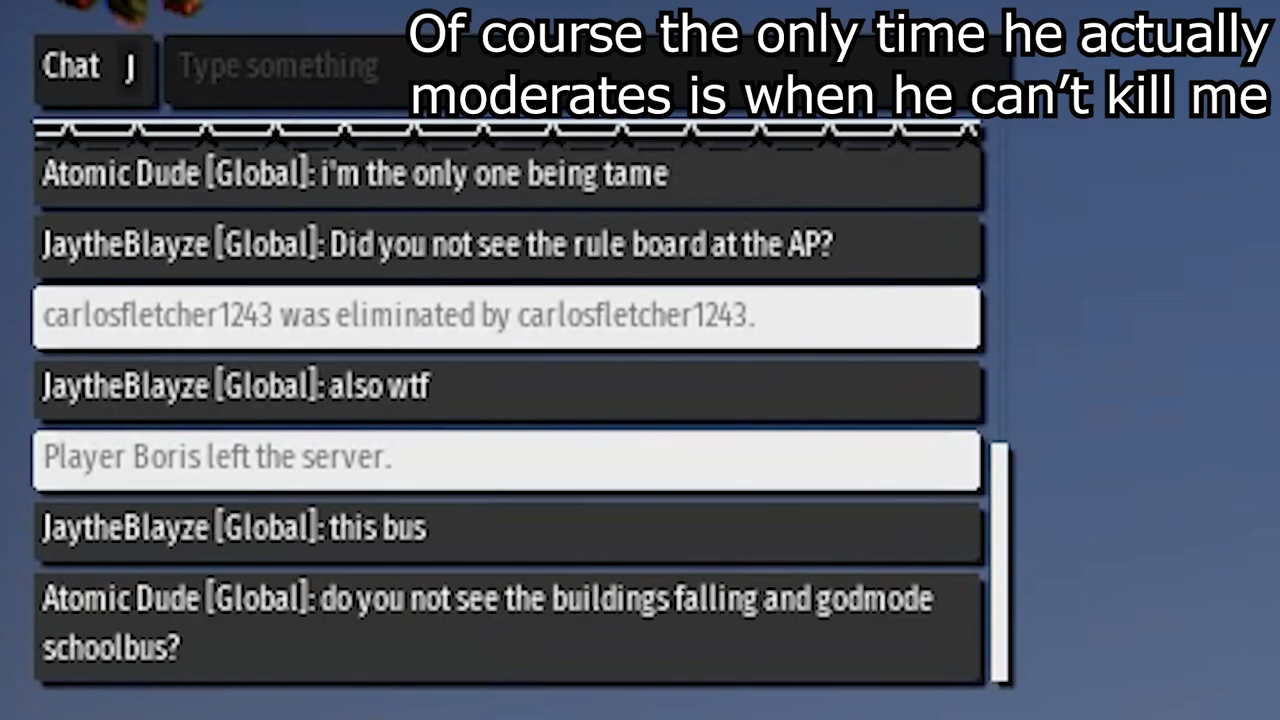 Of course the only time he actually
moderates is when he can't kill me
Chat J Type something
Atomic Dude [Global]: i'm the only one being tame
JaytheBlayze [Global]: Did you not see the rule board at the AP?
carlosfletcher1243 was eliminated by carlosfletcher1243.
JaytheBlayze [Global]: also wtf
Player Boris left the server.
JaytheBlayze [Global]: this bus
Atomic Dude [Global]: do you not see the buildings falling and godmode
schoolbus?